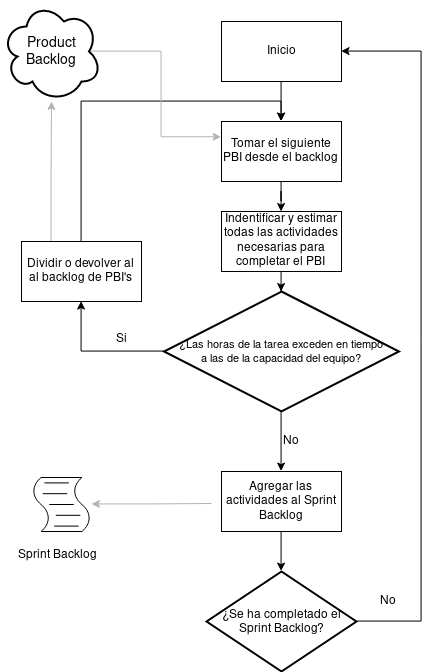 Product
Backlog
Inicio
Tomar el siguiente
PBI desde el backlog
Indentificar y estimar
todas las actividades
necesarias para
completar el PBI
Dividir o devolver al
al backlog de PBI's
¿Las horas de la tarea exceden en tiempo
a las de la capacidad del equipo?
Si
No
Agregar las
actividades al Sprint
Backlog
Sprint Backlog
¿Se ha completado el
Sprint Backlog?
No